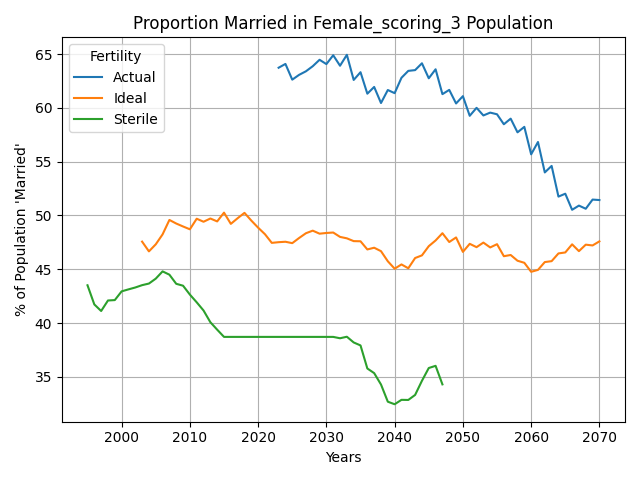 Proportion Married in Female_scoring_3 Population
Fertility
Actual
Ideal
Sterile
% of Population 'Married'
65
60
55
50
45
40
35
2000 2010 2020 2030 2040 2050 2060 2070
Years